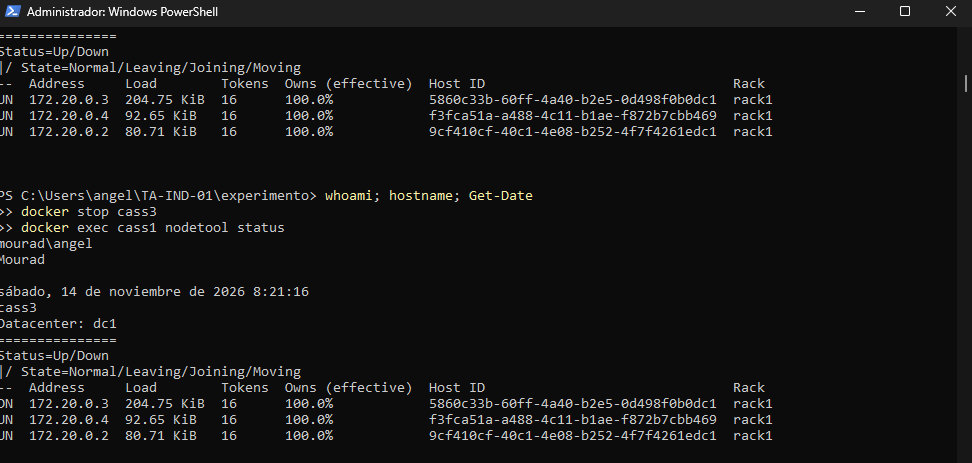 Administrador: Windows PowerShell
===============
Status=Up/Down
|/ State=Normal/Leaving/Joining/Moving
--  Address     Load        Tokens  Owns (effective)  Host ID                               Rack
UN  172.20.0.3  204.75 KiB  16      100.0%            5860c33b-60ff-4a40-b2e5-0d498f0b0dc1  rack1
UN  172.20.0.4  92.65 KiB   16      100.0%            f3fca51a-a488-4c11-b1ae-f872b7cbb469  rack1
UN  172.20.0.2  80.71 KiB   16      100.0%            9cf410cf-40c1-4e08-b252-4f7f4261edc1  rack1
PS C:\Users\angel\TA-IND-01\experimento> whoami; hostname; Get-Date
>> docker stop cass3
>> docker exec cass1 nodetool status
mourad\angel
Mourad
sábado, 14 de noviembre de 2026 8:21:16
cass3
Datacenter: dc1
===============
Status=Up/Down
|/ State=Normal/Leaving/Joining/Moving
--  Address     Load        Tokens  Owns (effective)  Host ID                               Rack
DN  172.20.0.3  204.75 KiB  16      100.0%            5860c33b-60ff-4a40-b2e5-0d498f0b0dc1  rack1
UN  172.20.0.4  92.65 KiB   16      100.0%            f3fca51a-a488-4c11-b1ae-f872b7cbb469  rack1
UN  172.20.0.2  80.71 KiB   16      100.0%            9cf410cf-40c1-4e08-b252-4f7f4261edc1  rack1